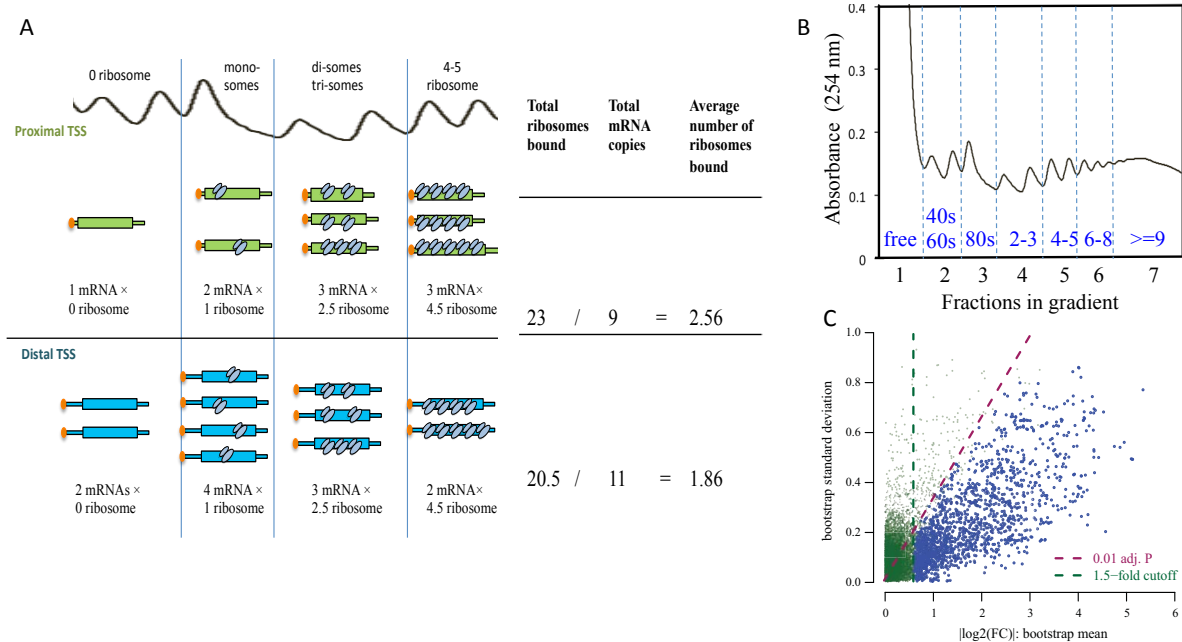 A
0 ribosome
mono-
somes
di-somes
tri-somes
4-5
ribosome
Proximal TSS
1 mRNA ×
0 ribosome
2 mRNA ×
1 ribosome
3 mRNA ×
2.5 ribosome
3 mRNA×
4.5 ribosome
Distal TSS
2 mRNAs ×
0 ribosome
4 mRNA ×
1 ribosome
3 mRNA ×
2.5 ribosome
2 mRNA×
4.5 ribosome
Total
ribosomes
bound
Total
mRNA
copies
Average
number of
ribosomes
bound
23 / 9 = 2.56
20.5 / 11 = 1.86
B
Absorbance (254 nm)
0.4
0.3
0.2
0.1
0
free
40s
60s
80s
2-3
4-5
6-8
>=9
1 2 3 4 5 6 7
Fractions in gradient
C
bootstrap standard deviation
1.0
0.8
0.6
0.4
0.2
0.0
0.01 adj. P
1.5−fold cutoff
0 1 2 3 4 5 6
|log2(FC)|: bootstrap mean